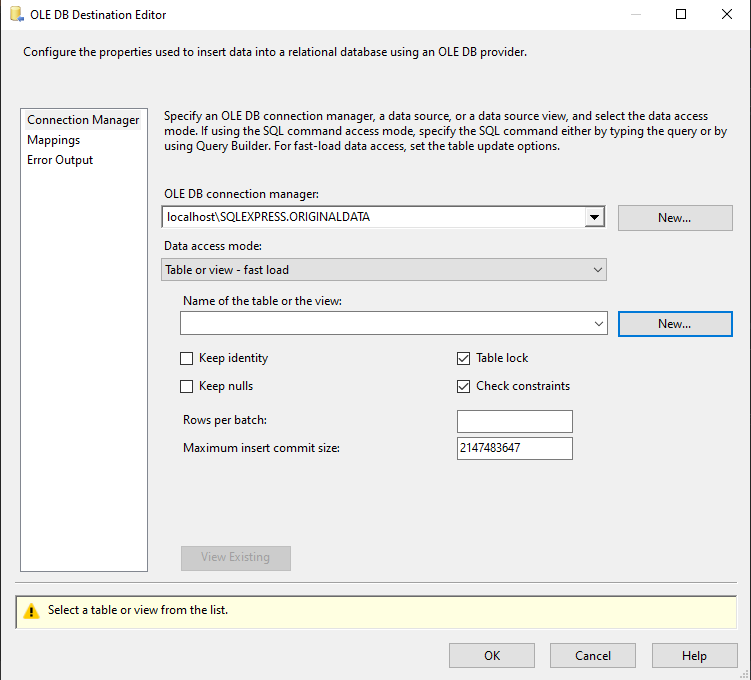 OLE DB Destination Editor
Configure the properties used to insert data into a relational database using an OLE DB provider.
Connection Manager
Mappings
Error Output
Specify an OLE DB connection manager, a data source, or a data source view, and select the data access
mode. If using the SQL command access mode, specify the SQL command either by typing the query or by
using Query Builder. For fast-load data access, set the table update options.
OLE DB connection manager:
localhost\SQLEXPRESS.ORIGINALDATA
New...
Data access mode:
Table or view - fast load
Name of the table or the view:
New...
Keep identity
Table lock
Keep nulls
Check constraints
Rows per batch:
Maximum insert commit size:
2147483647
View Existing
Select a table or view from the list.
OK
Cancel
Help